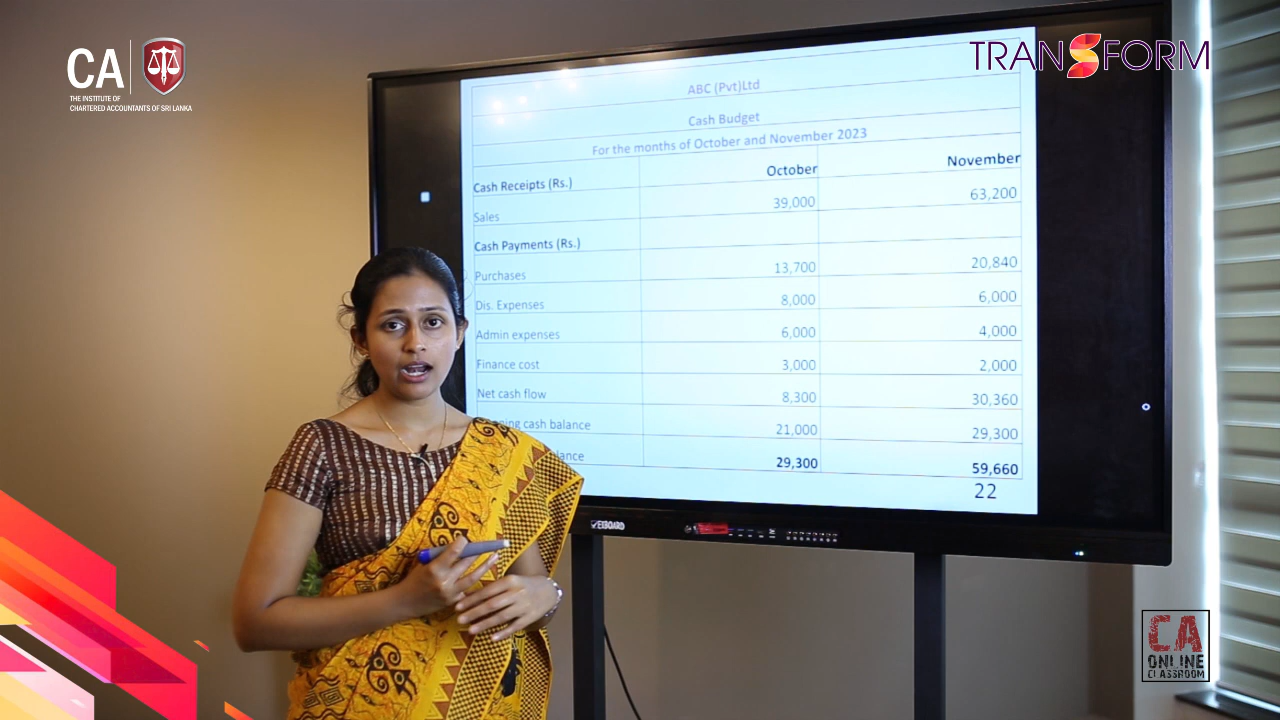 CA
THE INSTITUTE OF
CHARTERED ACCOUNTANTS OF SRI LANKA
TRANSFORM
ABC (Pvt)Ltd
Cash Budget
For the months of October and November 2023
Cash Receipts (Rs.) October November
Sales 39,000 63,200
Cash Payments (Rs.)
Purchases 13,700 20,840
Dis. Expenses 8,000 6,000
Admin expenses 6,000 4,000
Finance cost 3,000 2,000
Net cash flow 8,300 30,360
cash balance 21,000 29,300
29,300 59,660
22
EXBOARD
CA
ONLINE
CLASSROOM